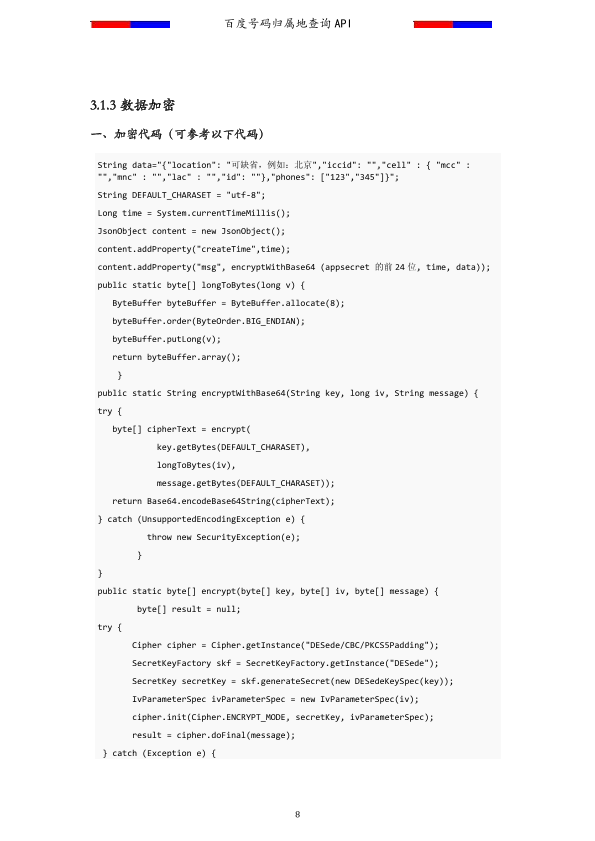 百度号码归属地查询 API
3.1.3 数据加密
一、加密代码（可参考以下代码）
String data="{"location": "可缺省，例如：北京","iccid": "","cell" : { "mcc" :
"","mnc" : "","lac" : "","id": ""},"phones": ["123","345"]}";
String DEFAULT_CHARASET = "utf-8";
Long time = System.currentTimeMillis();
JsonObject content = new JsonObject();
content.addProperty("createTime",time);
content.addProperty("msg", encryptWithBase64 (appsecret 的前 24 位, time, data));
public static byte[] longToBytes(long v) {
ByteBuffer byteBuffer = ByteBuffer.allocate(8);
byteBuffer.order(ByteOrder.BIG_ENDIAN);
byteBuffer.putLong(v);
return byteBuffer.array();
}
public static String encryptWithBase64(String key, long iv, String message) {
try {
byte[] cipherText = encrypt(
key.getBytes(DEFAULT_CHARASET),
longToBytes(iv),
message.getBytes(DEFAULT_CHARASET));
return Base64.encodeBase64String(cipherText);
} catch (UnsupportedEncodingException e) {
throw new SecurityException(e);
}
}
public static byte[] encrypt(byte[] key, byte[] iv, byte[] message) {
byte[] result = null;
try {
Cipher cipher = Cipher.getInstance("DESede/CBC/PKCS5Padding");
SecretKeyFactory skf = SecretKeyFactory.getInstance("DESede");
SecretKey secretKey = skf.generateSecret(new DESedeKeySpec(key));
IvParameterSpec ivParameterSpec = new IvParameterSpec(iv);
cipher.init(Cipher.ENCRYPT_MODE, secretKey, ivParameterSpec);
result = cipher.doFinal(message);
} catch (Exception e) {
8